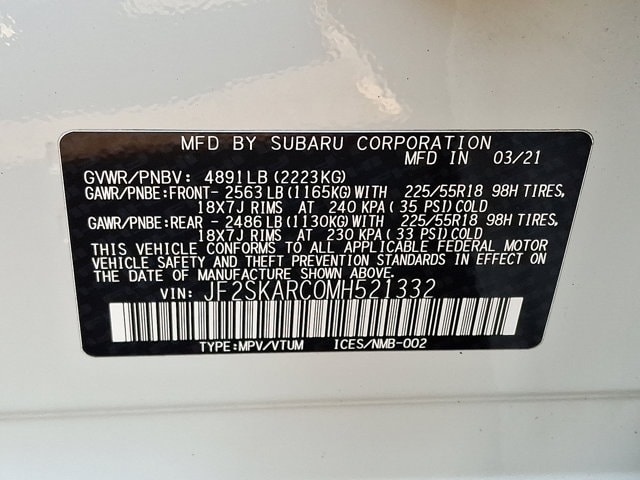 MFD BY SUBARU CORPORATION
MFD IN 03/21
GVWR/PNBV: 4891LB (2223KG)
GAWR/PNBE:FRONT- 2563LB (1165KG)WITH 225/55R18 98H TIRES,
18X7J RIMS AT 240 KPA( 35 PSI)COLD
GAWR/PNBE:REAR - 2486LB (1130KG)WITH 225/55R18 98H TIRES,
18X7J RIMS AT 230 KPA( 33 PSI)COLD
THIS VEHICLE CONFORMS TO ALL APPLICABLE FEDERAL MOTOR
VEHICLE SAFETY AND THEFT PREVENTION STANDARDS IN EFFECT ON
THE DATE OF MANUFACTURE SHOWN ABOVE.
VIN: JF2SKARC0MH521332
TYPE:MPV/VTUM ICES/NMB-002